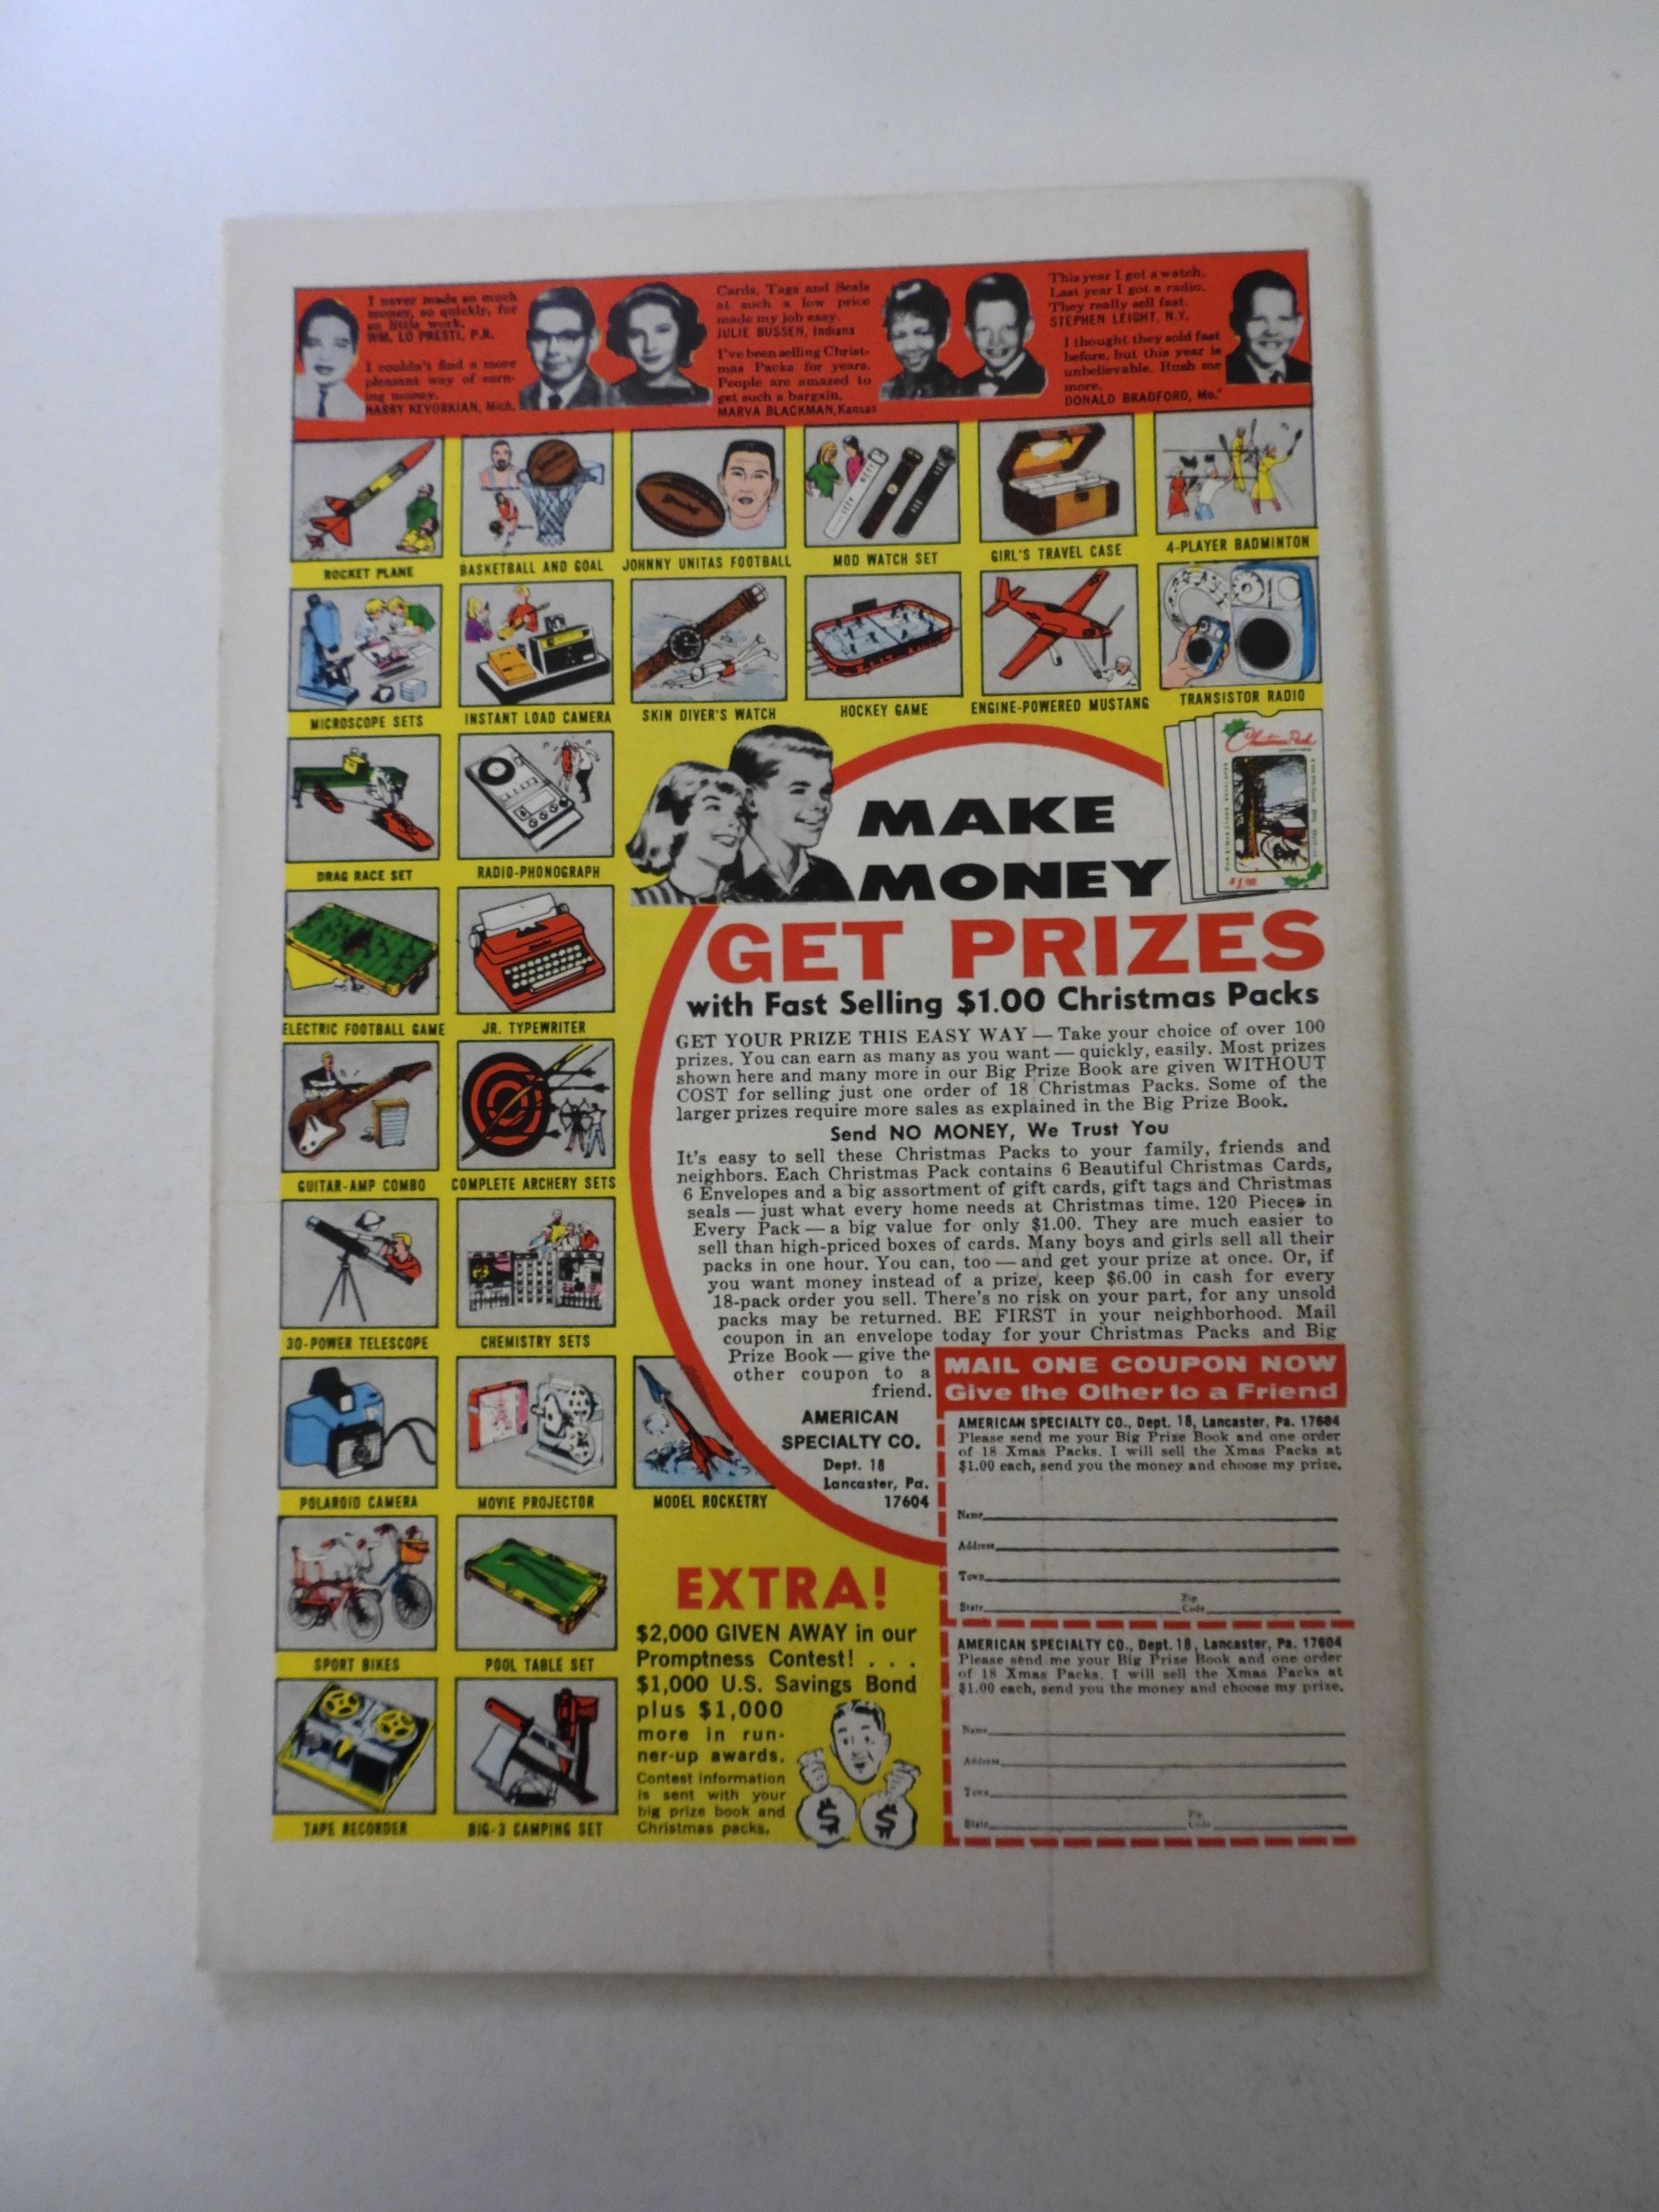 I never made so much
money, so quickly, for
so little work.
WM. LO PRESTI, P.R.
I couldn't find a more
pleasant way of earn-
ing money.
HARRY KEVORKIAN, Mich.
Cards, Tags and Seals
at such a low price
made my job easy.
JULIE BUSSEN, Indiana
I've been selling Christ-
mas Packs for years.
People are amazed to
get such a bargain.
MARVA BLACKMAN, Kansas
This year I got a watch.
Last year I got a radio.
They really sell fast.
STEPHEN LEIGHT, N.Y.
I thought they sold fast
before, but this year is
unbelievable. Rush me
more.
DONALD BRADFORD, Mo."
ROCKET PLANE
BASKETBALL AND GOAL
JOHNNY UNITAS FOOTBALL
MOD WATCH SET
GIRL'S TRAVEL CASE
4-PLAYER BADMINTON
MICROSCOPE SETS
INSTANT LOAD CAMERA
SKIN DIVER'S WATCH
HOCKEY GAME
ENGINE-POWERED MUSTANG
TRANSISTOR RADIO
DRAG RACE SET
RADIO-PHONOGRAPH
ELECTRIC FOOTBALL GAME
JR. TYPEWRITER
GUITAR-AMP COMBO
COMPLETE ARCHERY SETS
30-POWER TELESCOPE
CHEMISTRY SETS
POLAROID CAMERA
MOVIE PROJECTOR
MODEL ROCKETRY
SPORT BIKES
POOL TABLE SET
TAPE RECORDER
BIG-3 CAMPING SET
Christmas Pack
$1.00
MAKE
MONEY
GET PRIZES
with Fast Selling $1.00 Christmas Packs
GET YOUR PRIZE THIS EASY WAY — Take your choice of over 100
prizes. You can earn as many as you want — quickly, easily. Most prizes
shown here and many more in our Big Prize Book are given WITHOUT
COST for selling just one order of 18 Christmas Packs. Some of the
larger prizes require more sales as explained in the Big Prize Book.
Send NO MONEY, We Trust You
It's easy to sell these Christmas Packs to your family, friends and
neighbors. Each Christmas Pack contains 6 Beautiful Christmas Cards,
6 Envelopes and a big assortment of gift cards, gift tags and Christmas
seals — just what every home needs at Christmas time. 120 Pieces in
Every Pack — a big value for only $1.00. They are much easier to
sell than high-priced boxes of cards. Many boys and girls sell all their
packs in one hour. You can, too — and get your prize at once. Or, if
you want money instead of a prize, keep $6.00 in cash for every
18-pack order you sell. There's no risk on your part, for any unsold
packs may be returned. BE FIRST in your neighborhood. Mail
coupon in an envelope today for your Christmas Packs and Big
Prize Book — give the
other coupon to a
friend.
AMERICAN
SPECIALTY CO.
Dept. 18
Lancaster, Pa.
17604
EXTRA!
$2,000 GIVEN AWAY in our
Promptness Contest! . . .
$1,000 U.S. Savings Bond
plus $1,000
more in run-
ner-up awards.
Contest information
is sent with your
big prize book and
Christmas packs.
$ $
MAIL ONE COUPON NOW
Give the Other to a Friend
AMERICAN SPECIALTY CO., Dept. 18, Lancaster, Pa. 17604
Please send me your Big Prize Book and one order
of 18 Xmas Packs. I will sell the Xmas Packs at
$1.00 each, send you the money and choose my prize.
Name
Address
Town
State Zip Code
AMERICAN SPECIALTY CO., Dept. 18, Lancaster, Pa. 17604
Please send me your Big Prize Book and one order
of 18 Xmas Packs. I will sell the Xmas Packs at
$1.00 each, send you the money and choose my prize.
Name
Address
Town
State Zip Code